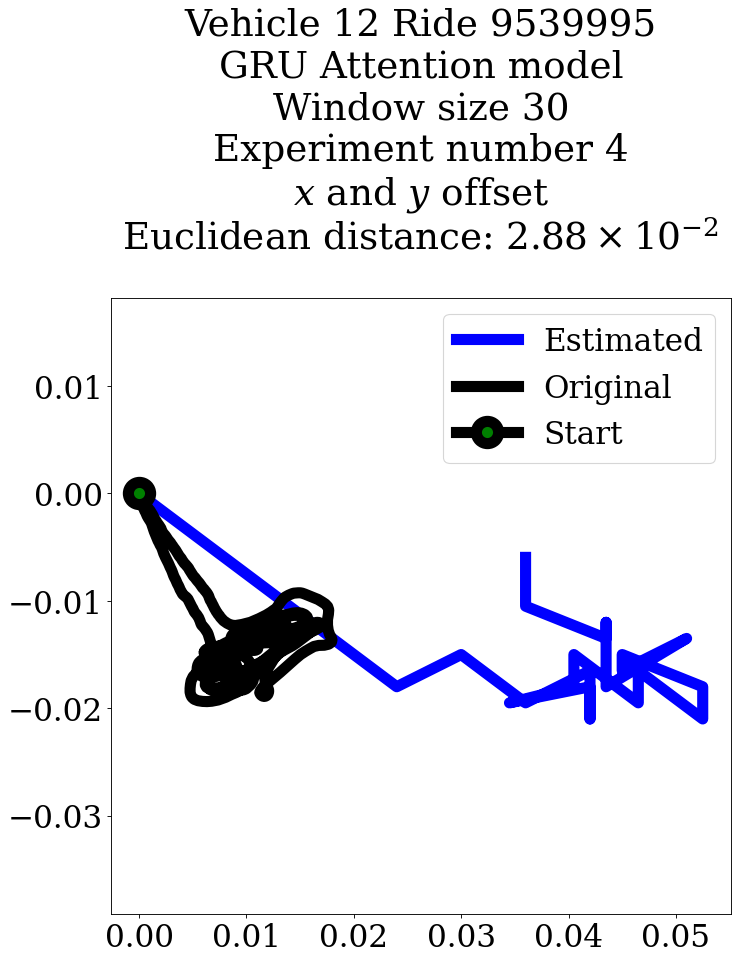 Vehicle 12 Ride 9539995
GRU Attention model
Window size 30
Experiment number 4
x and y offset
Euclidean distance: 2.88 × 10⁻²
Estimated
Original
Start
0.01
0.00
−0.01
−0.02
−0.03
0.00 0.01 0.02 0.03 0.04 0.05